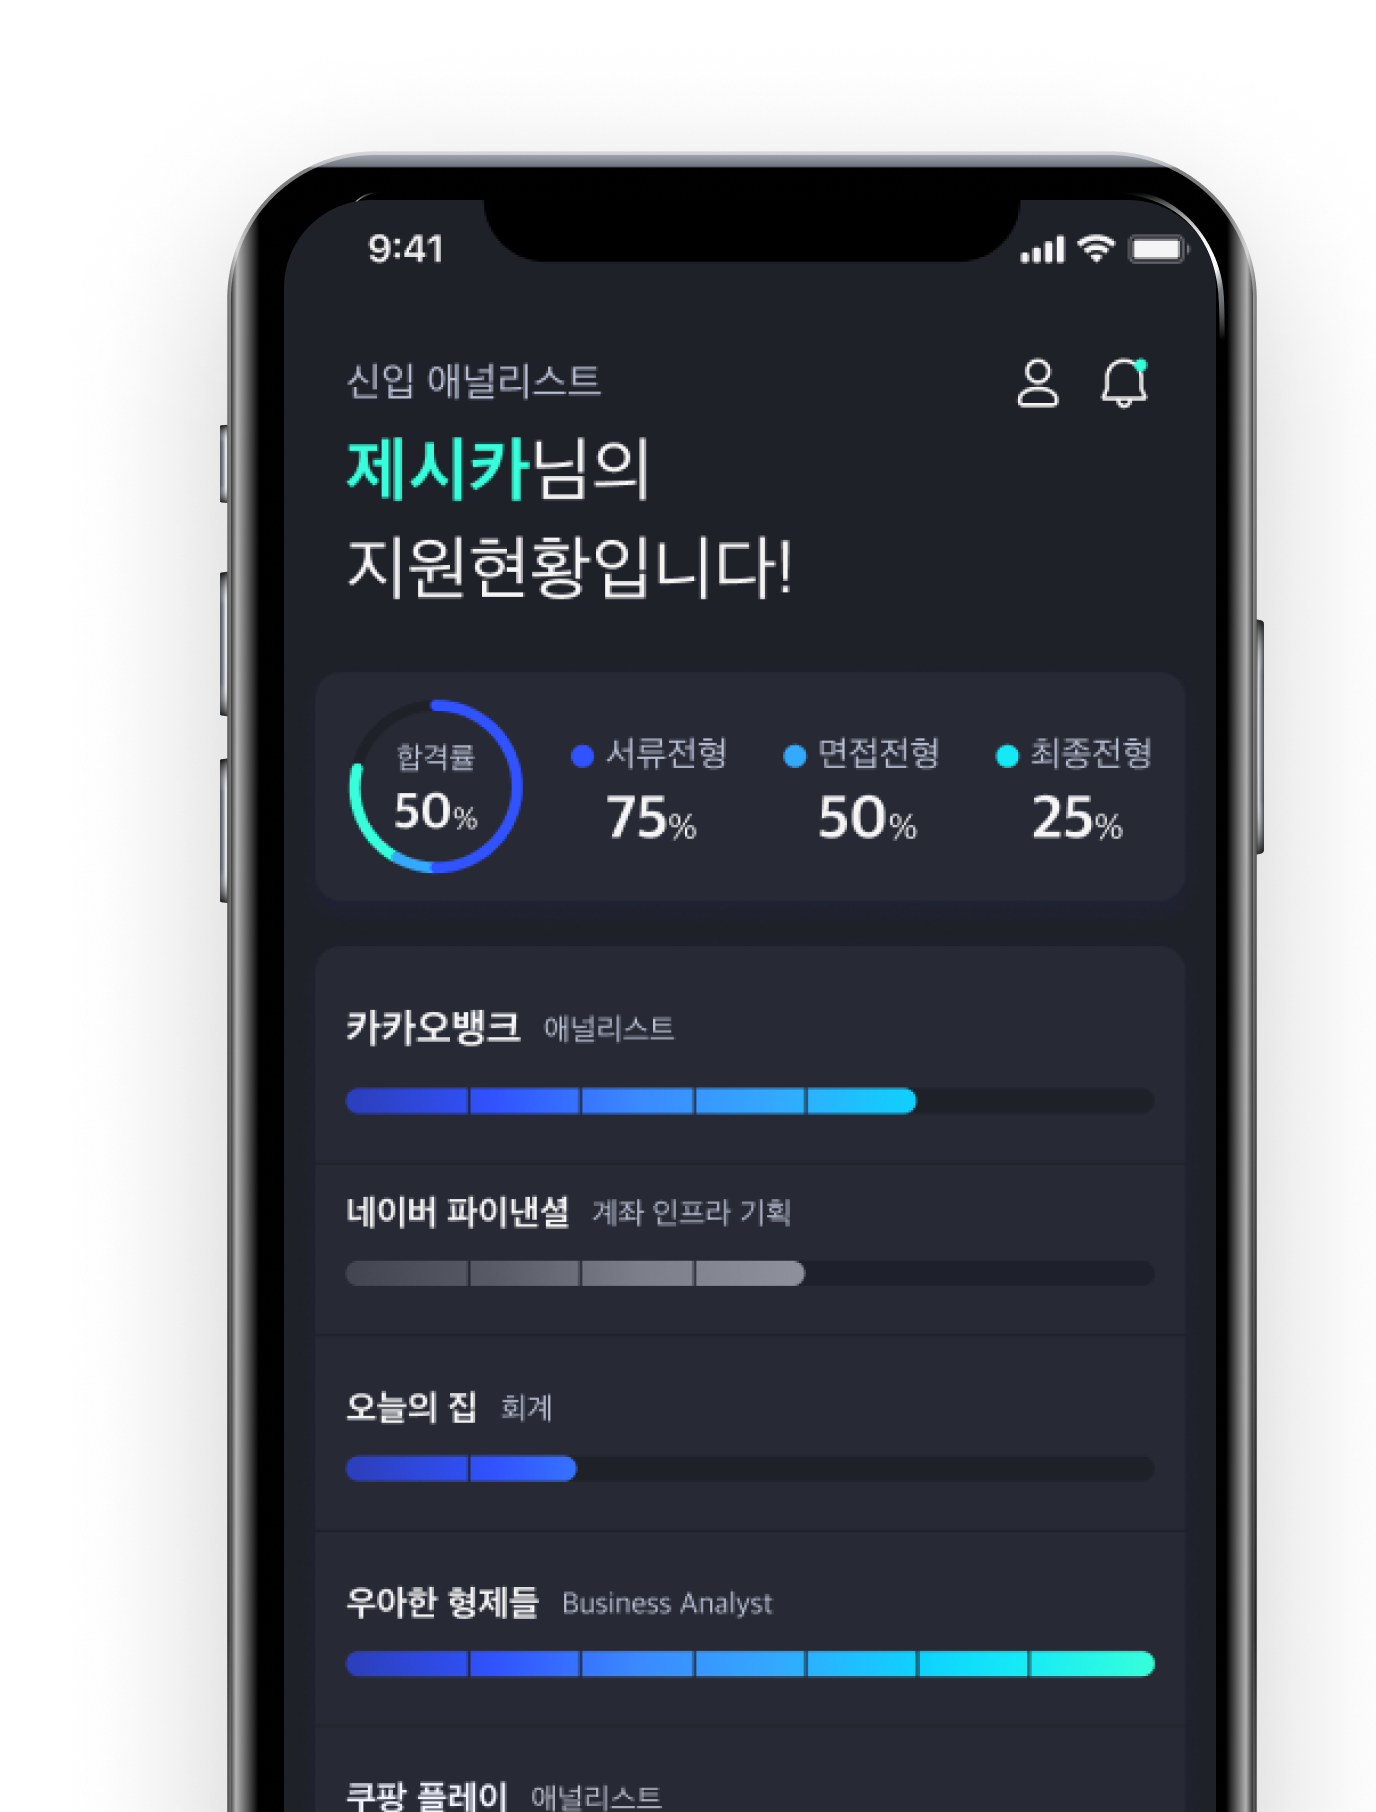 9:41
신입 애널리스트
제시카님의
지원현황입니다!
합격률
50%
서류전형
75%
면접전형
50%
최종전형
25%
카카오뱅크 애널리스트
네이버 파이낸셜 계좌 인프라 기획
오늘의 집 회계
우아한 형제들 Business Analyst
쿠팡 플레이 애널리스트